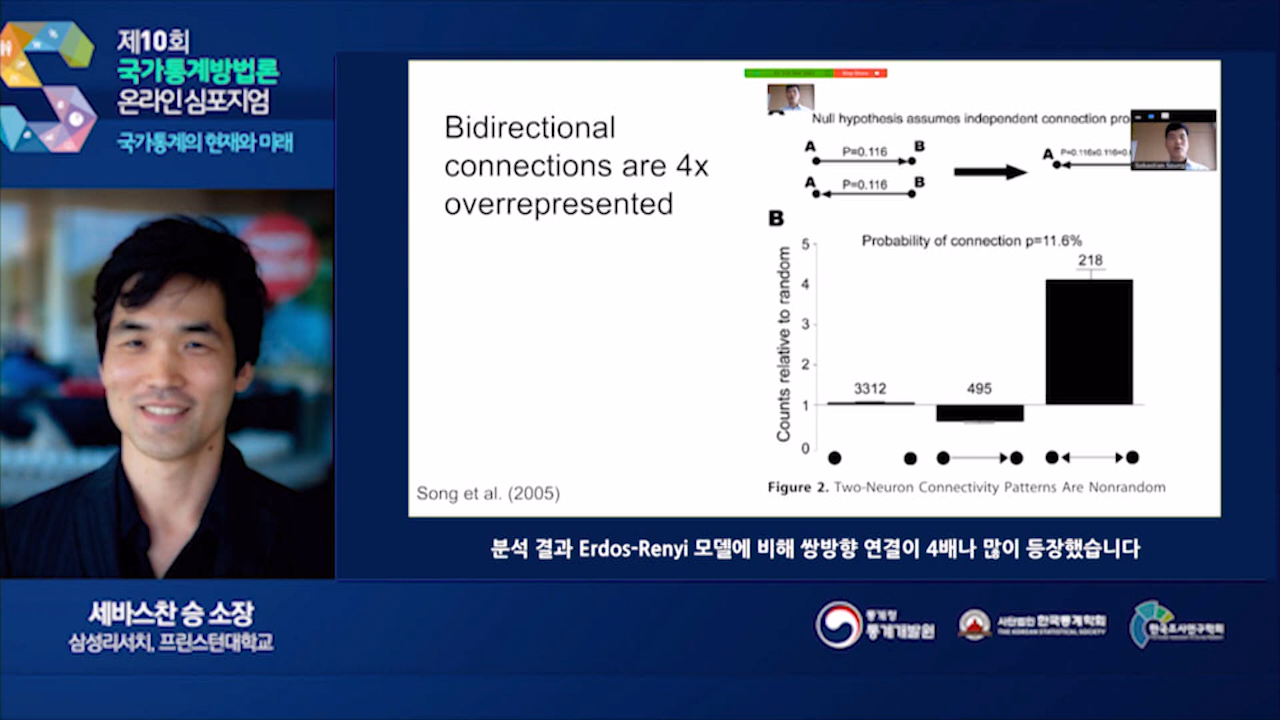 제10회
국가통계방법론
온라인 심포지엄
국가통계의 현재와 미래
Bidirectional
connections are 4x
overrepresented
Song et al. (2005)
Null hypothesis assumes independent connection pro
A P=0.116 B
A P=0.116 B
A P=0.116x0.116=0.
B
Probability of connection p=11.6%
Counts relative to random
5
4
3
2
1
0
3312
495
218
Figure 2. Two-Neuron Connectivity Patterns Are Nonrandom
분석 결과 Erdos-Renyi 모델에 비해 쌍방향 연결이 4배나 많이 등장했습니다
세바스찬 승 소장
삼성리서치, 프린스턴대학교
통계청
통계개발원
사단법인 한국통계학회
THE KOREAN STATISTICAL SOCIETY
한국조사연구학회